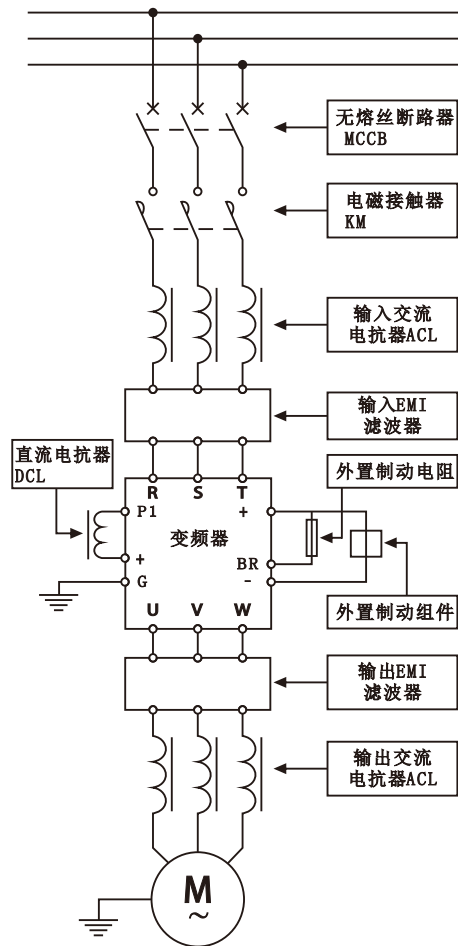 无熔丝断路器
MCCB
电磁接触器
KM
输入交流
电抗器ACL
输入EMI
滤波器
直流电抗器
DCL
外置制动电阻
R S T
P1 +
变频器
+ BR
G -
U V W
外置制动组件
输出EMI
滤波器
输出交流
电抗器ACL
M
~